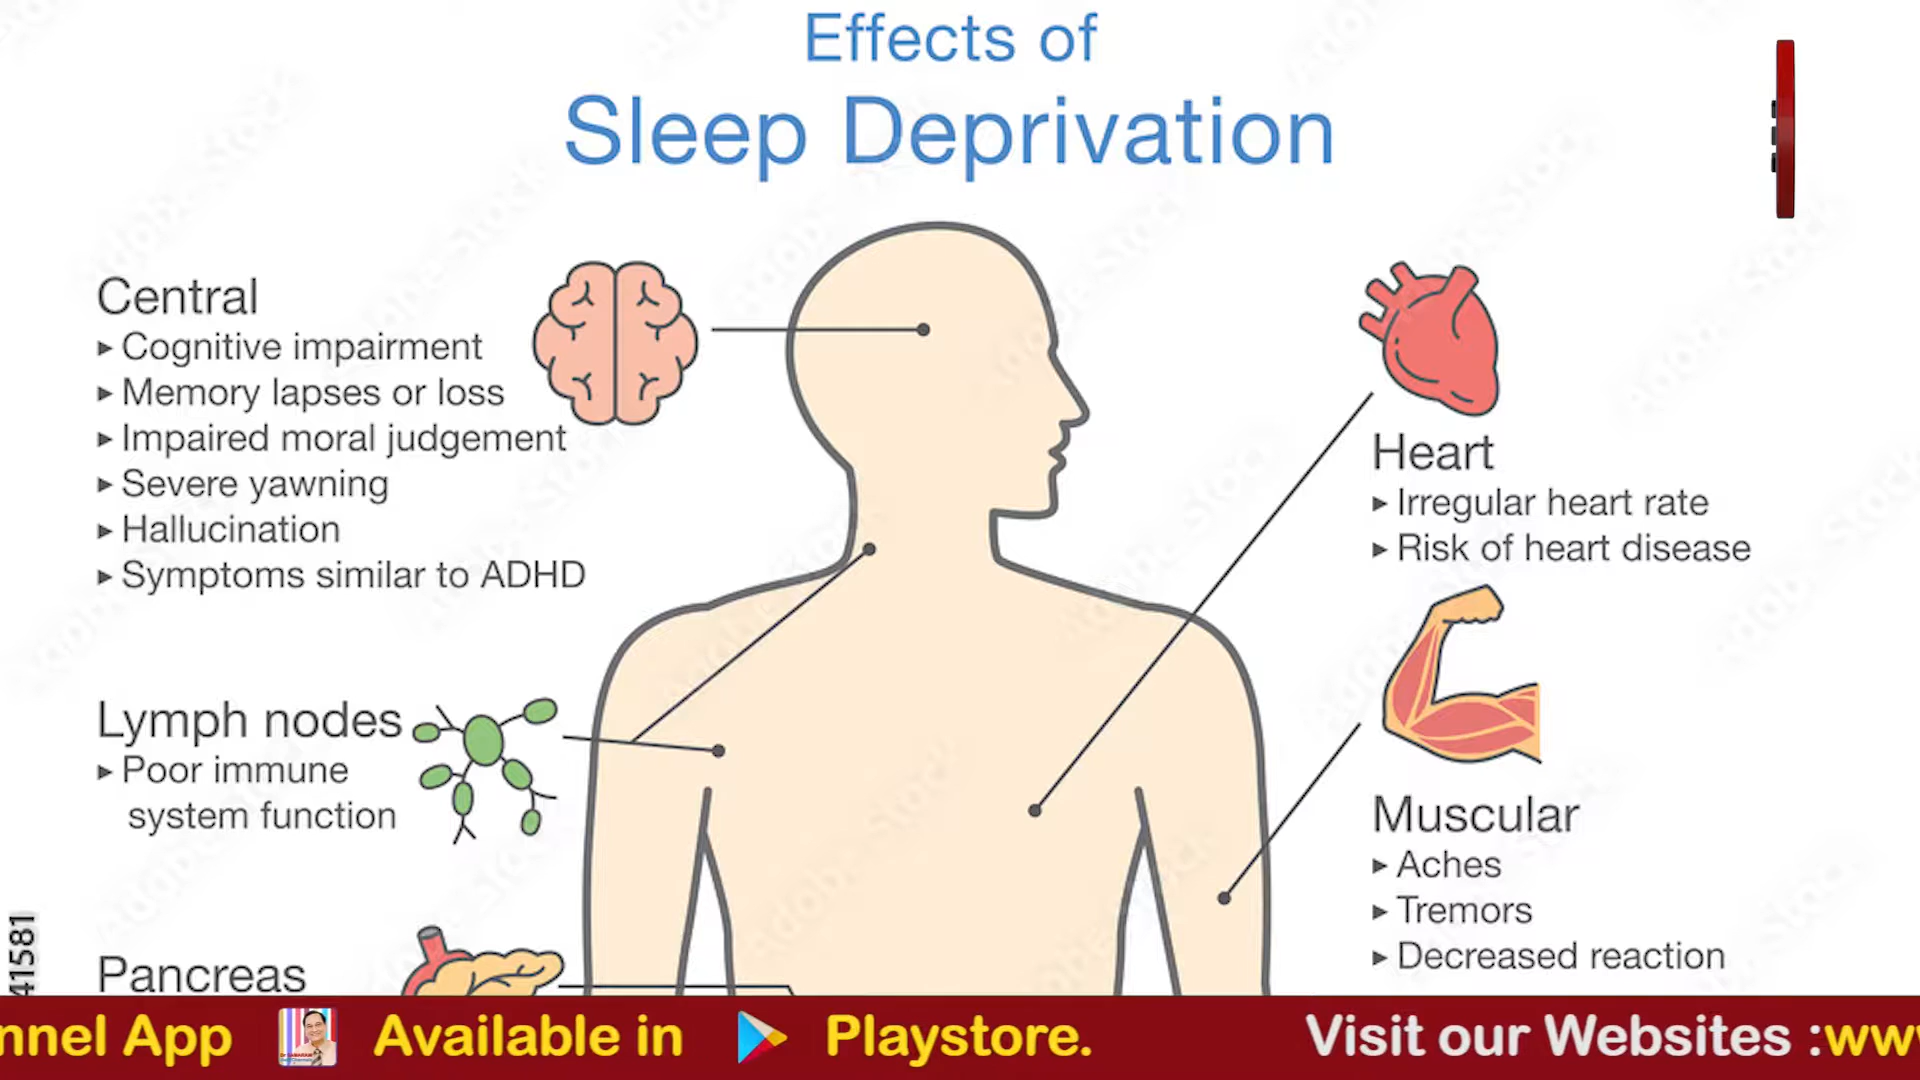 Effects of
Sleep Deprivation
Central
▸ Cognitive impairment
▸ Memory lapses or loss
▸ Impaired moral judgement
▸ Severe yawning
▸ Hallucination
▸ Symptoms similar to ADHD
Lymph nodes
▸ Poor immune
system function
Pancreas
Heart
▸ Irregular heart rate
▸ Risk of heart disease
Muscular
▸ Aches
▸ Tremors
▸ Decreased reaction
41581
nnel App Available in Playstore. Visit our Websites :www